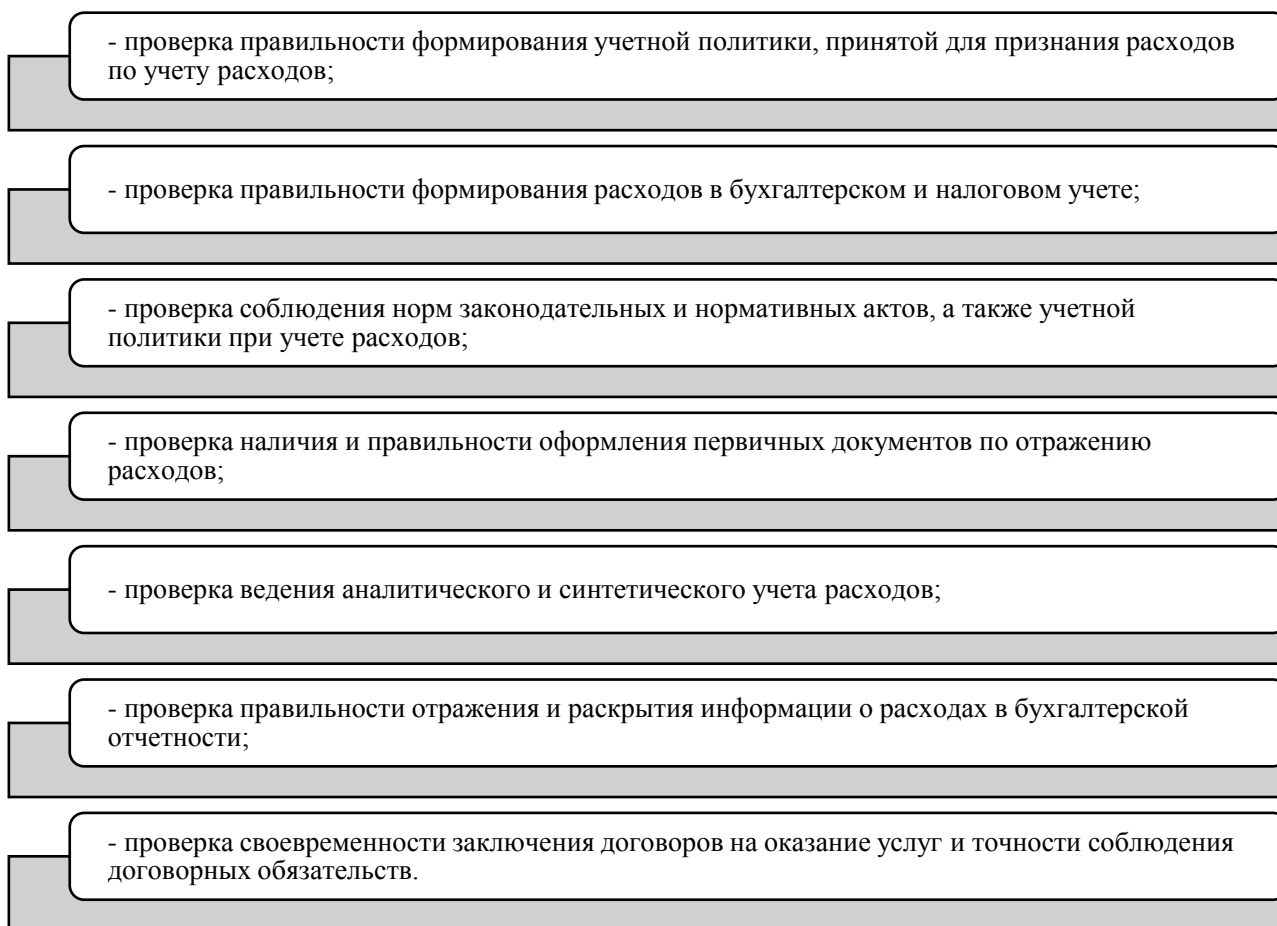 - проверка правильности формирования учетной политики, принятой для признания расходов
по учету расходов;
- проверка правильности формирования расходов в бухгалтерском и налоговом учете;
- проверка соблюдения норм законодательных и нормативных актов, а также учетной
политики при учете расходов;
- проверка наличия и правильности оформления первичных документов по отражению
расходов;
- проверка ведения аналитического и синтетического учета расходов;
- проверка правильности отражения и раскрытия информации о расходах в бухгалтерской
отчетности;
- проверка своевременности заключения договоров на оказание услуг и точности соблюдения
договорных обязательств.